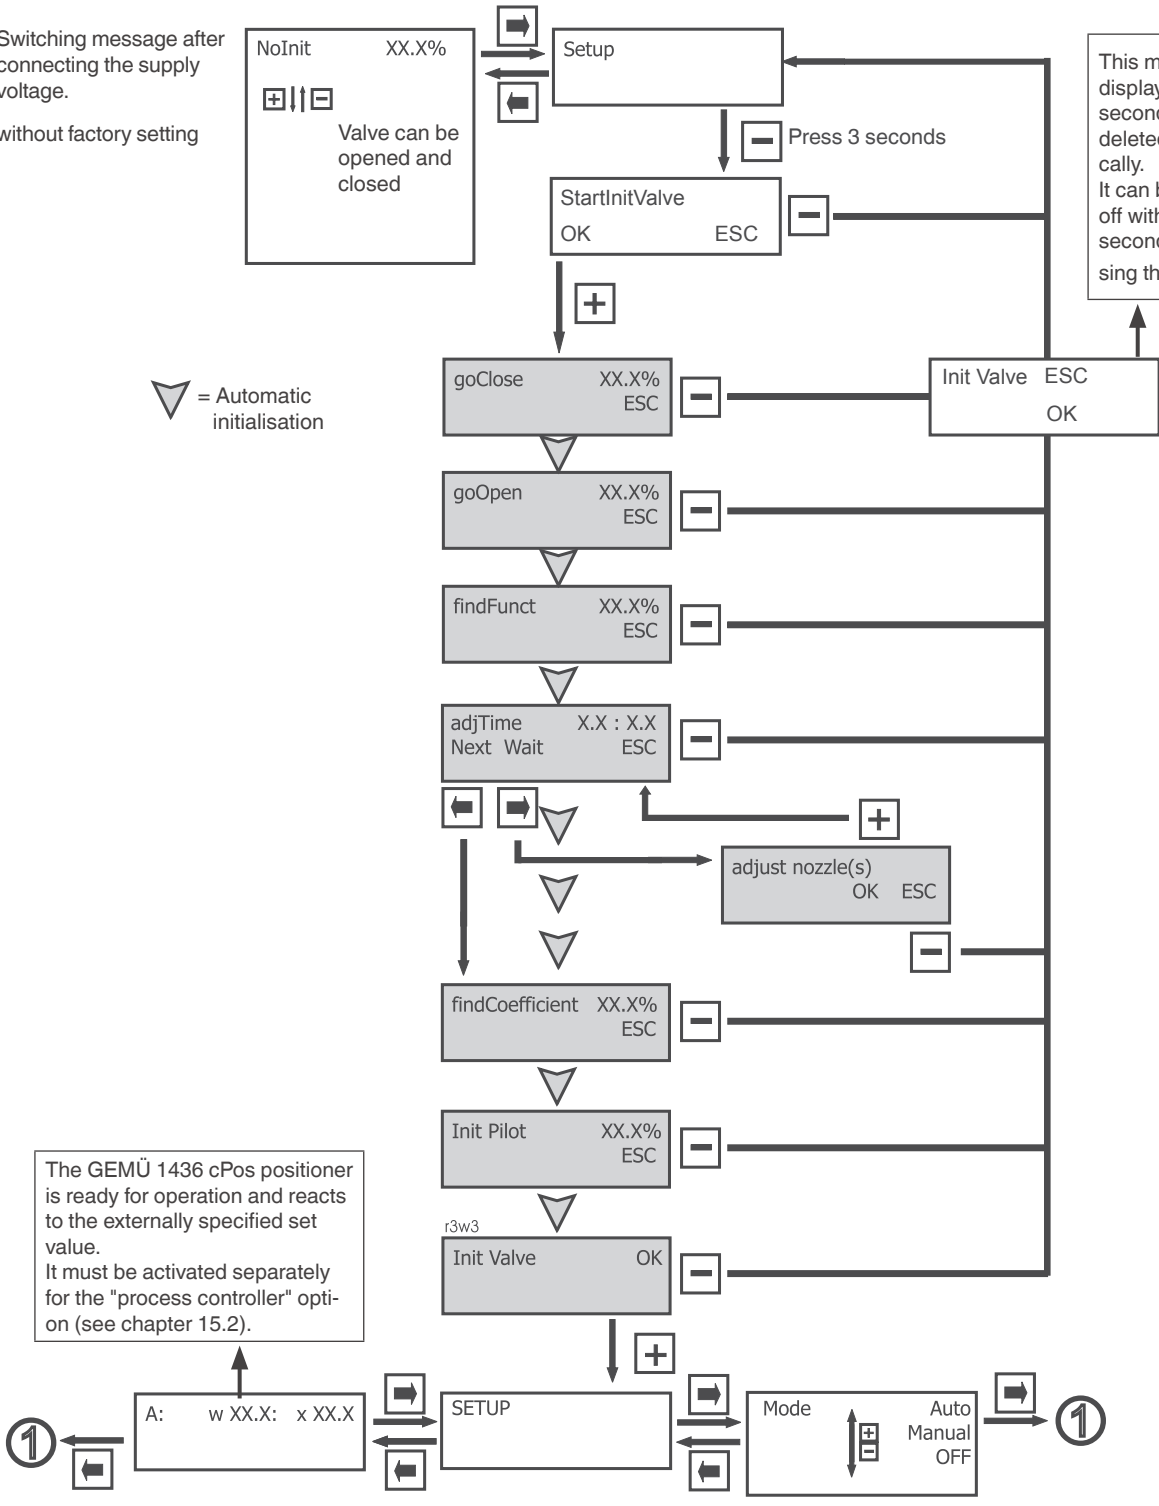 Switching message after
connecting the supply
voltage.
without factory setting
NoInit XX.X%
Valve can be
opened and
closed
Setup
Press 3 seconds
StartInitValve
OK ESC
This m
display
second
deleted
cally.
It can b
off with
second
sing th
= Automatic
initialisation
goClose XX.X%
ESC
Init Valve ESC
OK
goOpen XX.X%
ESC
findFunct XX.X%
ESC
adjTime X.X : X.X
Next Wait ESC
adjust nozzle(s)
OK ESC
findCoefficient XX.X%
ESC
Init Pilot XX.X%
ESC
r3w3
Init Valve OK
The GEMÜ 1436 cPos positioner
is ready for operation and reacts
to the externally specified set
value.
It must be activated separately
for the "process controller" opti-
on (see chapter 15.2).
1
A: w XX.X: x XX.X
SETUP
Mode Auto
Manual
OFF
1